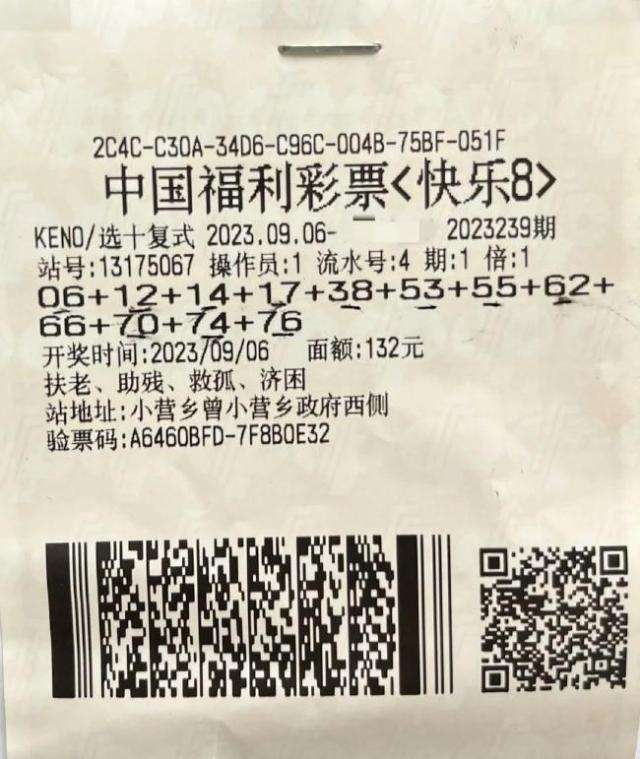 2C4C-C30A-34D6-C96C-004B-75BF-051F
中国福利彩票<快乐8>
KENO/选十复式 2023.09.06- 2023239期
站号:13175067 操作员:1 流水号:4 期:1 倍:1
06+12+14+17+38+53+55+62+
66+70+74+76
开奖时间:2023/09/06 面额:132元
扶老、助残、救孤、济困
站地址:小营乡曾小营乡政府西侧
验票码:A6460BFD-7F8B0E32